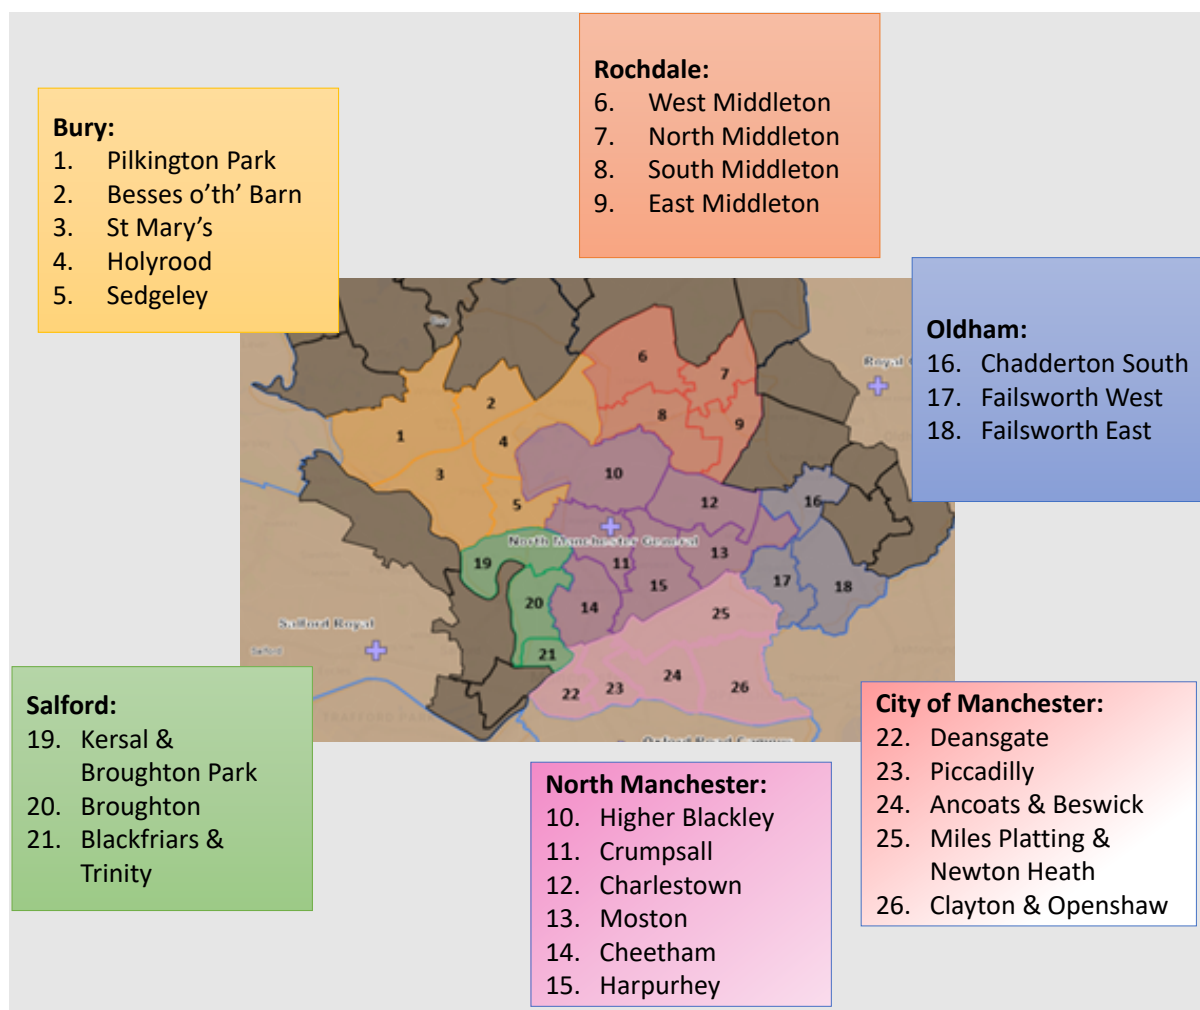 Rochdale:
6. West Middleton
7. North Middleton
8. South Middleton
9. East Middleton
Bury:
1. Pilkington Park
2. Besses o’th’ Barn
3. St Mary’s
4. Holyrood
5. Sedgeley
Oldham:
16. Chadderton South
17. Failsworth West
18. Failsworth East
6
7
2
8
9
1
4
3
10
5
12
16
North Manchester General
13
19
11
17
18
15
20
14
25
Salford Royal
21
24
26
22
23
TRAFFORD PARK
Salford:
19. Kersal &
Broughton Park
20. Broughton
21. Blackfriars &
Trinity
North Manchester:
10. Higher Blackley
11. Crumpsall
12. Charlestown
13. Moston
14. Cheetham
15. Harpurhey
City of Manchester:
22. Deansgate
23. Piccadilly
24. Ancoats & Beswick
25. Miles Platting &
Newton Heath
26. Clayton & Openshaw